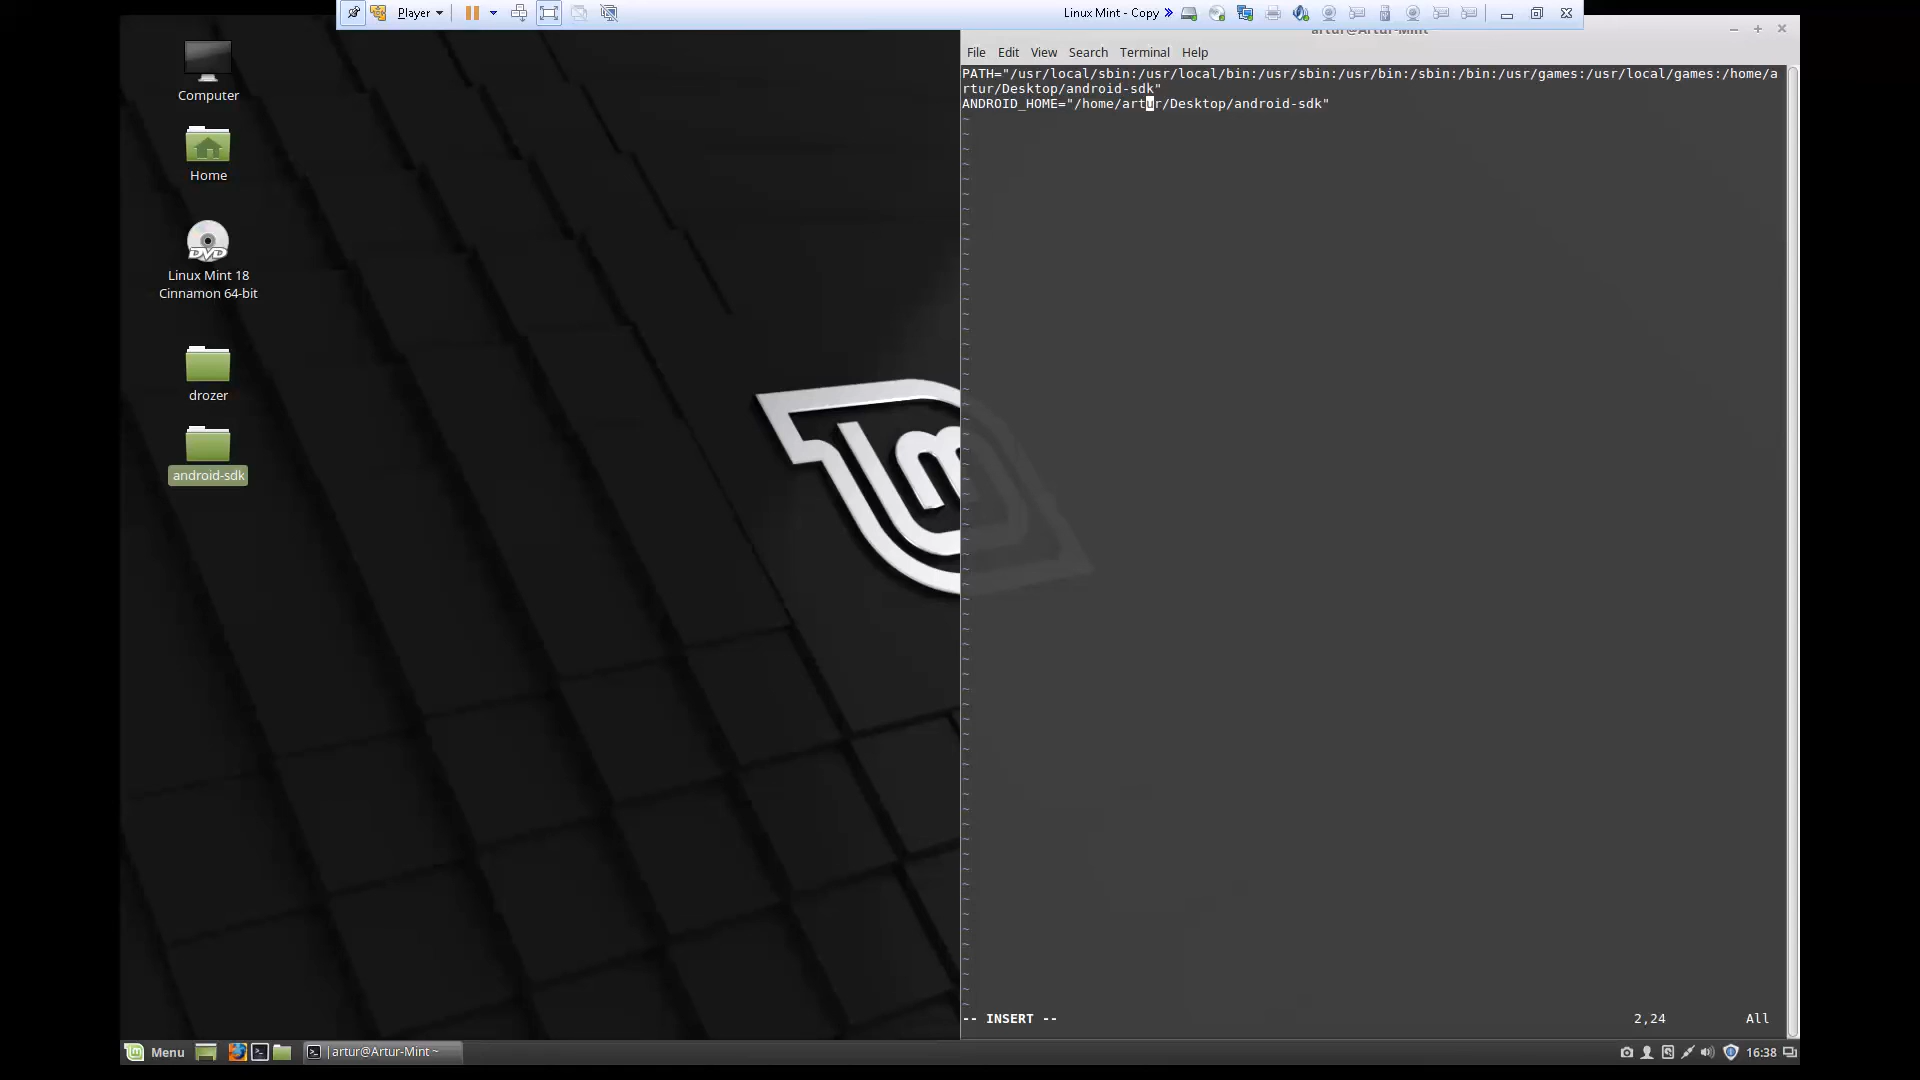 Player
Linux Mint - Copy
Computer
Home
DVD
Linux Mint 18
Cinnamon 64-bit
drozer
android-sdk
artur@Artur-Mint
File Edit View Search Terminal Help
PATH="/usr/local/sbin:/usr/local/bin:/usr/sbin:/usr/bin:/sbin:/bin:/usr/games:/usr/local/games:/home/a
rtur/Desktop/android-sdk"
ANDROID_HOME="/home/artur/Desktop/android-sdk"
-- INSERT -- 2,24 All
Menu artur@Artur-Mint ~ 16:38